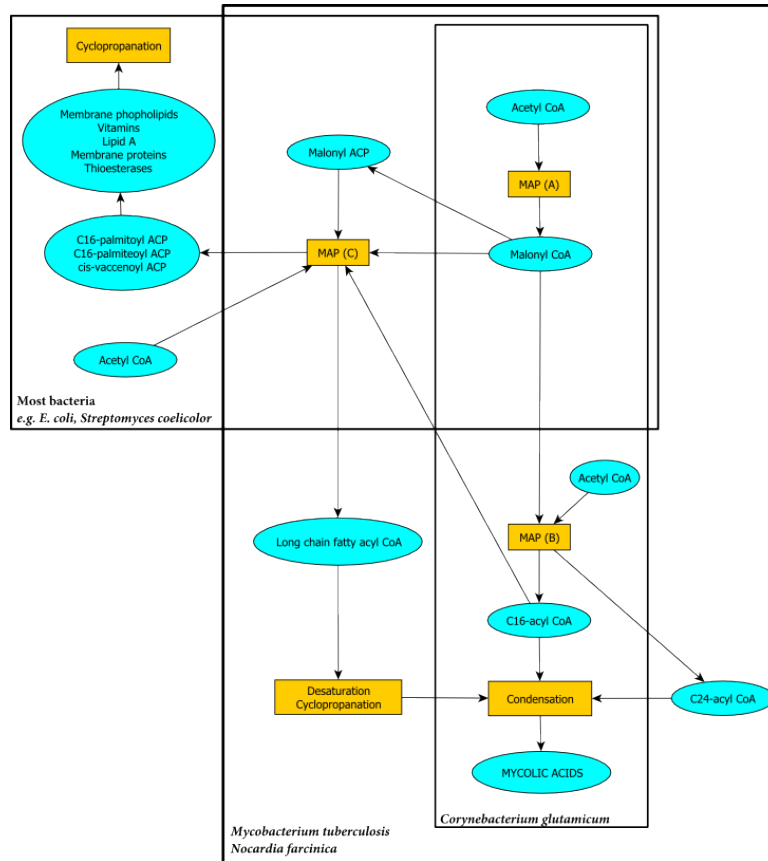 Cyclopropanation
Membrane phopholipids
Vitamins
Lipid A
Membrane proteins
Thioesterases
Acetyl CoA
Malonyl ACP
MAP (A)
C16-palmitoyl ACP
C16-palmiteoyl ACP
cis-vaccenoyl ACP
MAP (C)
Malonyl CoA
Acetyl CoA
Most bacteria
e.g. E. coli, Streptomyces coelicolor
Acetyl CoA
Long chain fatty acyl CoA
MAP (B)
C16-acyl CoA
Desaturation
Cyclopropanation
Condensation
C24-acyl CoA
MYCOLIC ACIDS
Corynebacterium glutamicum
Mycobacterium tuberculosis
Nocardia farcinica